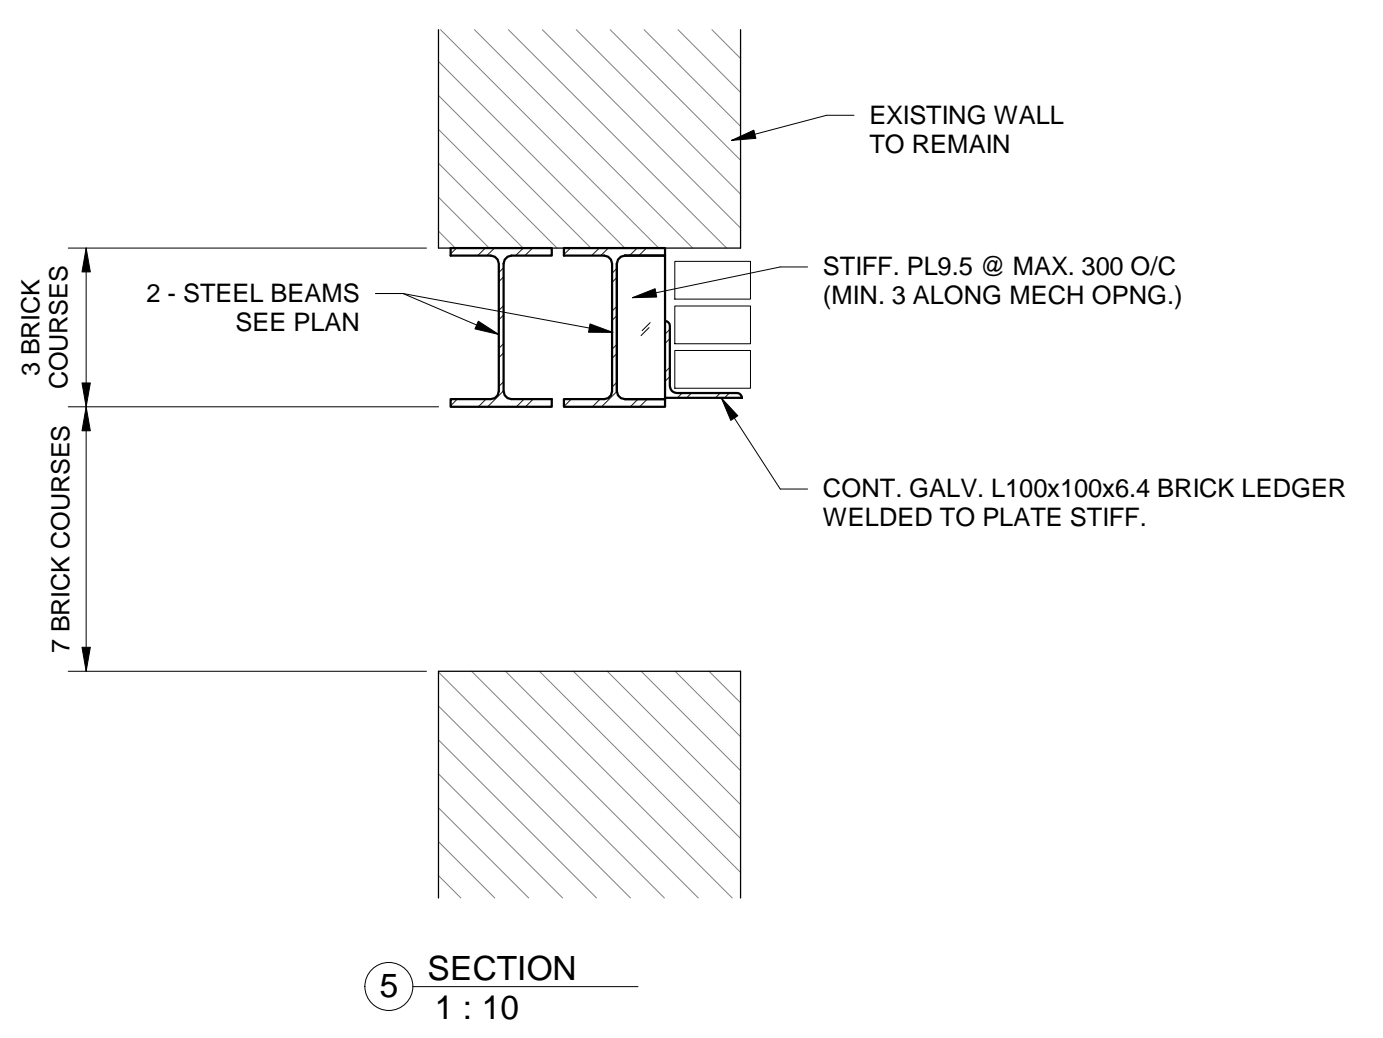 EXISTING WALL
TO REMAIN
STIFF. PL9.5 @ MAX. 300 O/C
(MIN. 3 ALONG MECH OPNG.)
2 - STEEL BEAMS
SEE PLAN
3 BRICK
COURSES
7 BRICK COURSES
CONT. GALV. L100x100x6.4 BRICK LEDGER
WELDED TO PLATE STIFF.
5
SECTION
1 : 10